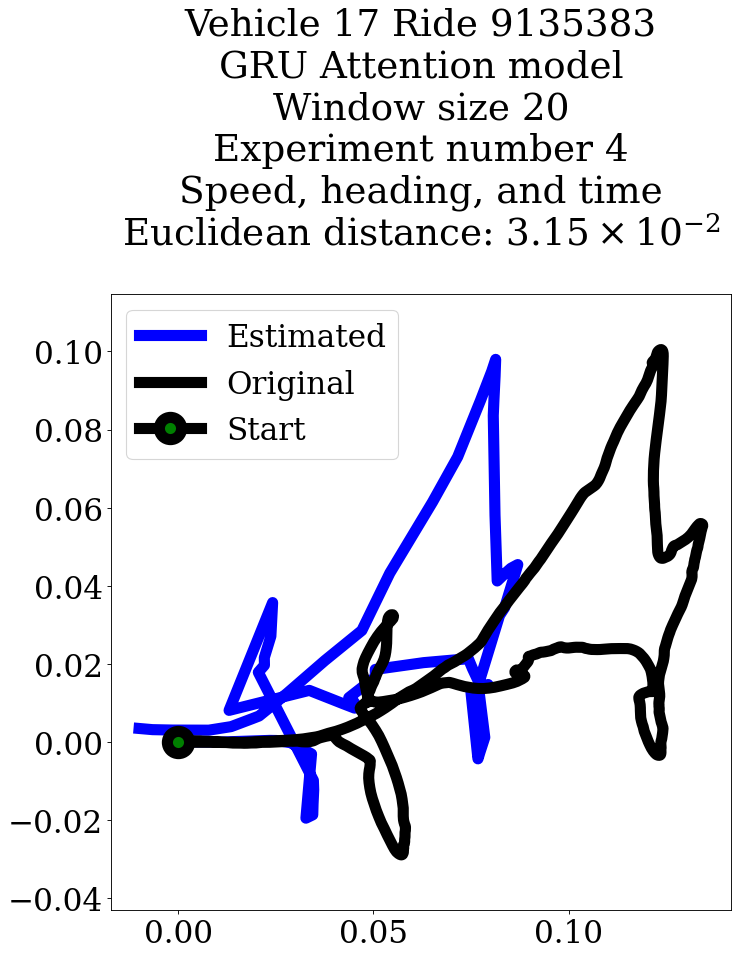 Vehicle 17 Ride 9135383
GRU Attention model
Window size 20
Experiment number 4
Speed, heading, and time
Euclidean distance: 3.15 × 10⁻²
Estimated
Original
Start
0.10
0.08
0.06
0.04
0.02
0.00
−0.02
−0.04
0.00 0.05 0.10